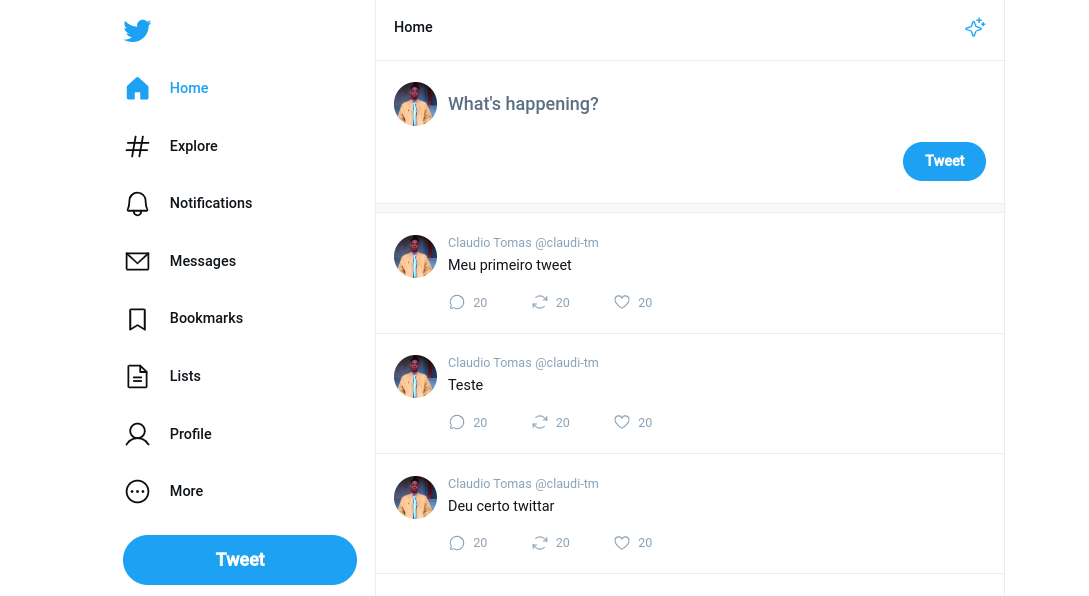 Home
Explore
Notifications
Messages
Bookmarks
Lists
Profile
More
Tweet
Home
What's happening?
Tweet
Claudio Tomas @claudi-tm
Meu primeiro tweet
20 20 20
Claudio Tomas @claudi-tm
Teste
20 20 20
Claudio Tomas @claudi-tm
Deu certo twittar
20 20 20